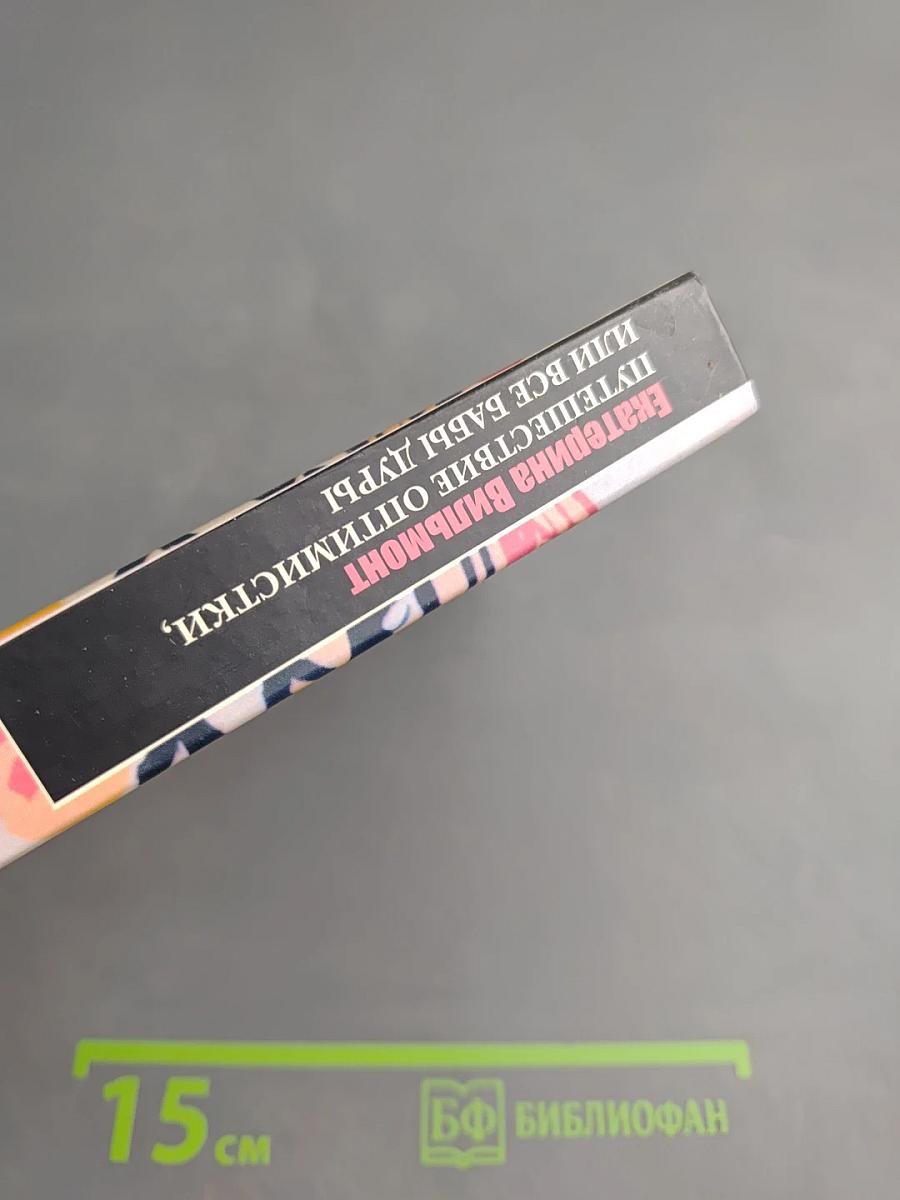 Екатерина Вильмонт
ПУТЕШЕСТВИЕ ОПТИМИСТКИ,
ИЛИ ВСЕ БАБЫ ДУРЫ
15 см
БФ БИБЛИОФАН